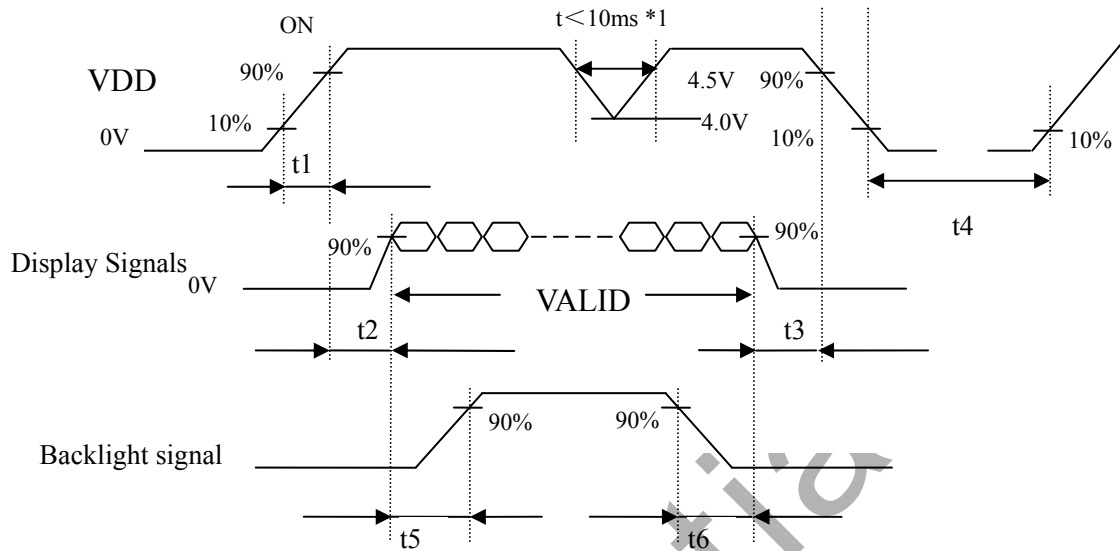 t＜10ms *1
ON
90%
VDD
10%
0V
4.5V
4.0V
90%
10%
10%
t1
t4
90%
90%
Display Signals
0V
VALID
t2
t3
90%
90%
Backlight signal
t5
t6